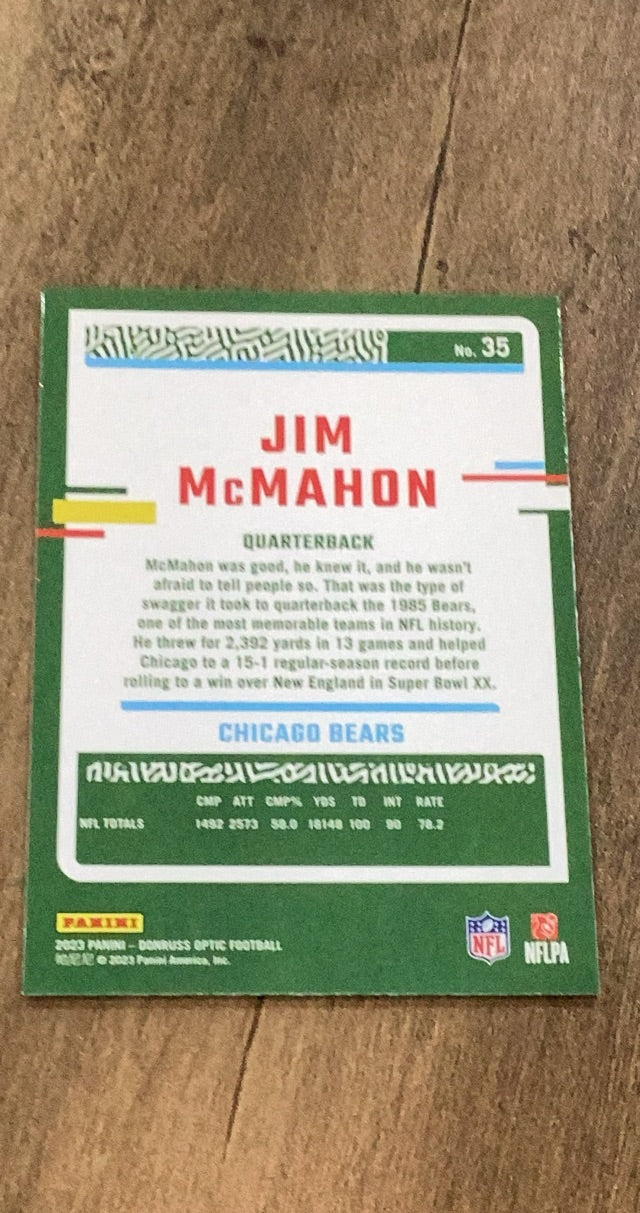 No. 35
JIM
McMAHON
QUARTERBACK
McMahon was good, he knew it, and he wasn't
afraid to tell people so. That was the type of
swagger it took to quarterback the 1985 Bears,
one of the most memorable teams in NFL history.
He threw for 2,392 yards in 13 games and helped
Chicago to a 15-1 regular-season record before
rolling to a win over New England in Super Bowl XX.
CHICAGO BEARS
CMP ATT CMP% YDS TD INT RATE
NFL TOTALS 1492 2573 58.0 18148 100 90 78.2
PANINI
2023 PANINI – DONRUSS OPTIC FOOTBALL
帕尼尼 © 2023 Panini America, Inc.
NFL
NFLPA